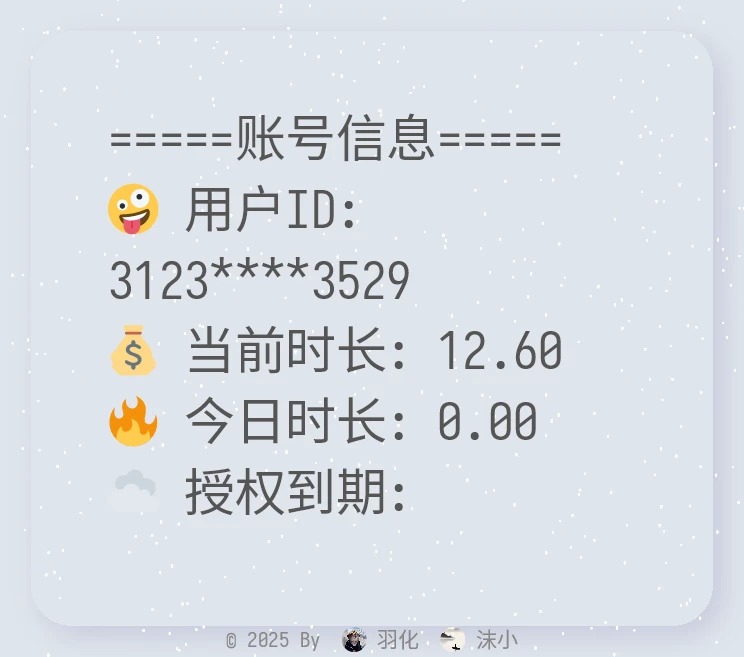 =====账号信息=====
🤪 用户ID:
3123****3529
💰 当前时长: 12.60
🔥 今日时长: 0.00
☁️ 授权到期:
© 2025 By 羽化 沫小